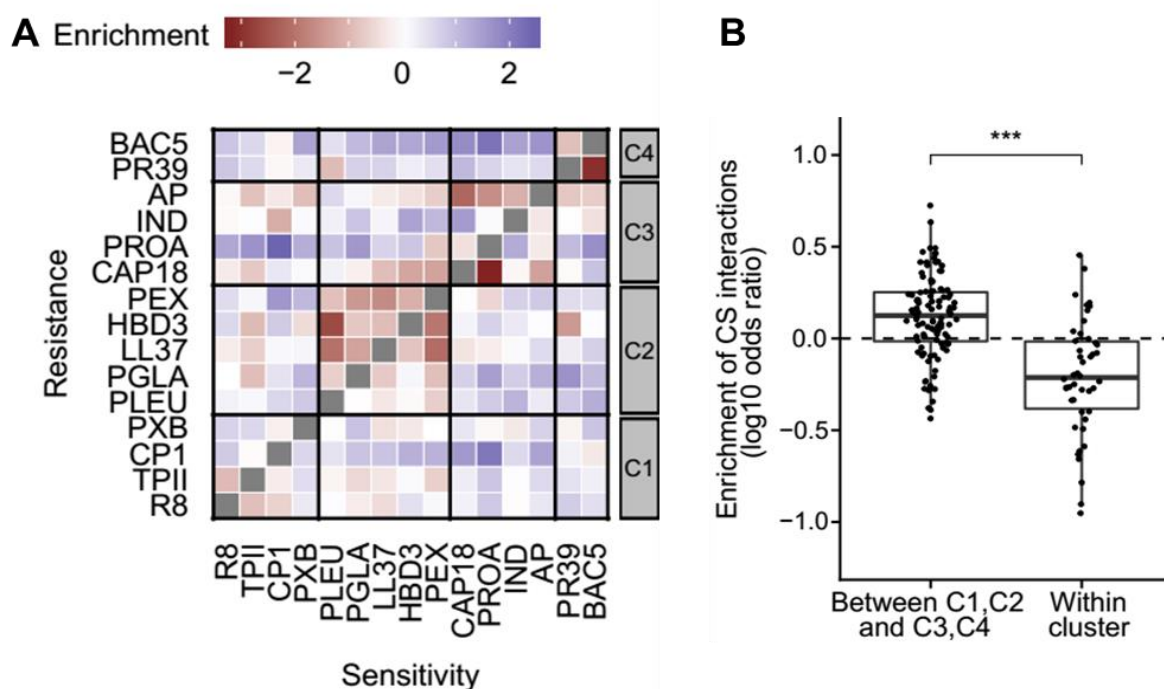 A
Enrichment
−2
0
2
Resistance
BAC5
PR39
AP
IND
PROA
CAP18
PEX
HBD3
LL37
PGLA
PLEU
PXB
CP1
TPII
R8
C4
C3
C2
C1
R8
TPII
CP1
PXB
PLEU
PGLA
LL37
HBD3
PEX
CAP18
PROA
IND
AP
PR39
BAC5
Sensitivity
B
Enrichment of CS interactions
(log10 odds ratio)
1.0
0.5
0.0
−0.5
−1.0
***
Between C1,C2
and C3,C4
Within
cluster